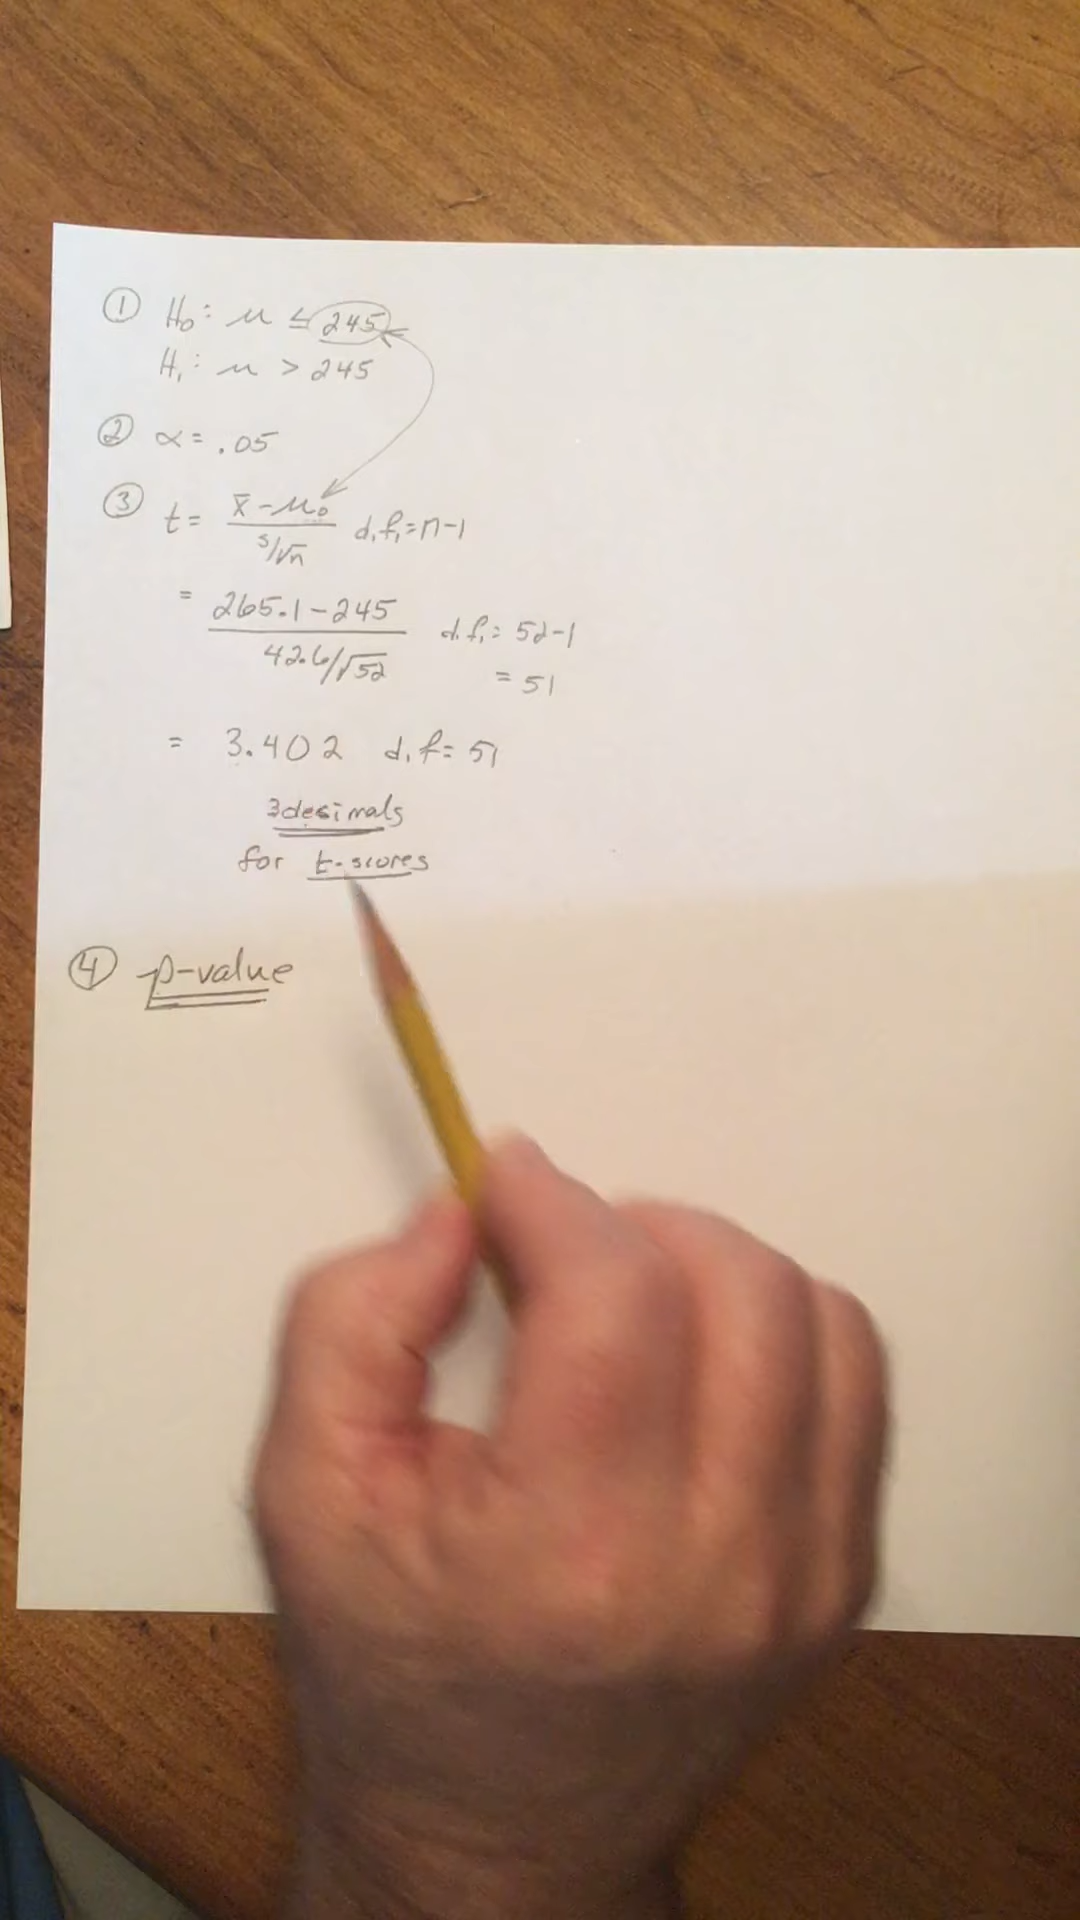 ① H₀: μ ≤ 245
H₁: μ > 245
② α = .05
③ t = x̄ - μ₀ / s/√n d.f. = n-1
= 265.1 - 245 / 42.6/√52 d.f. = 52-1
= 51
= 3.402 d.f = 51
3 desimals
for t-scores
④ p-value